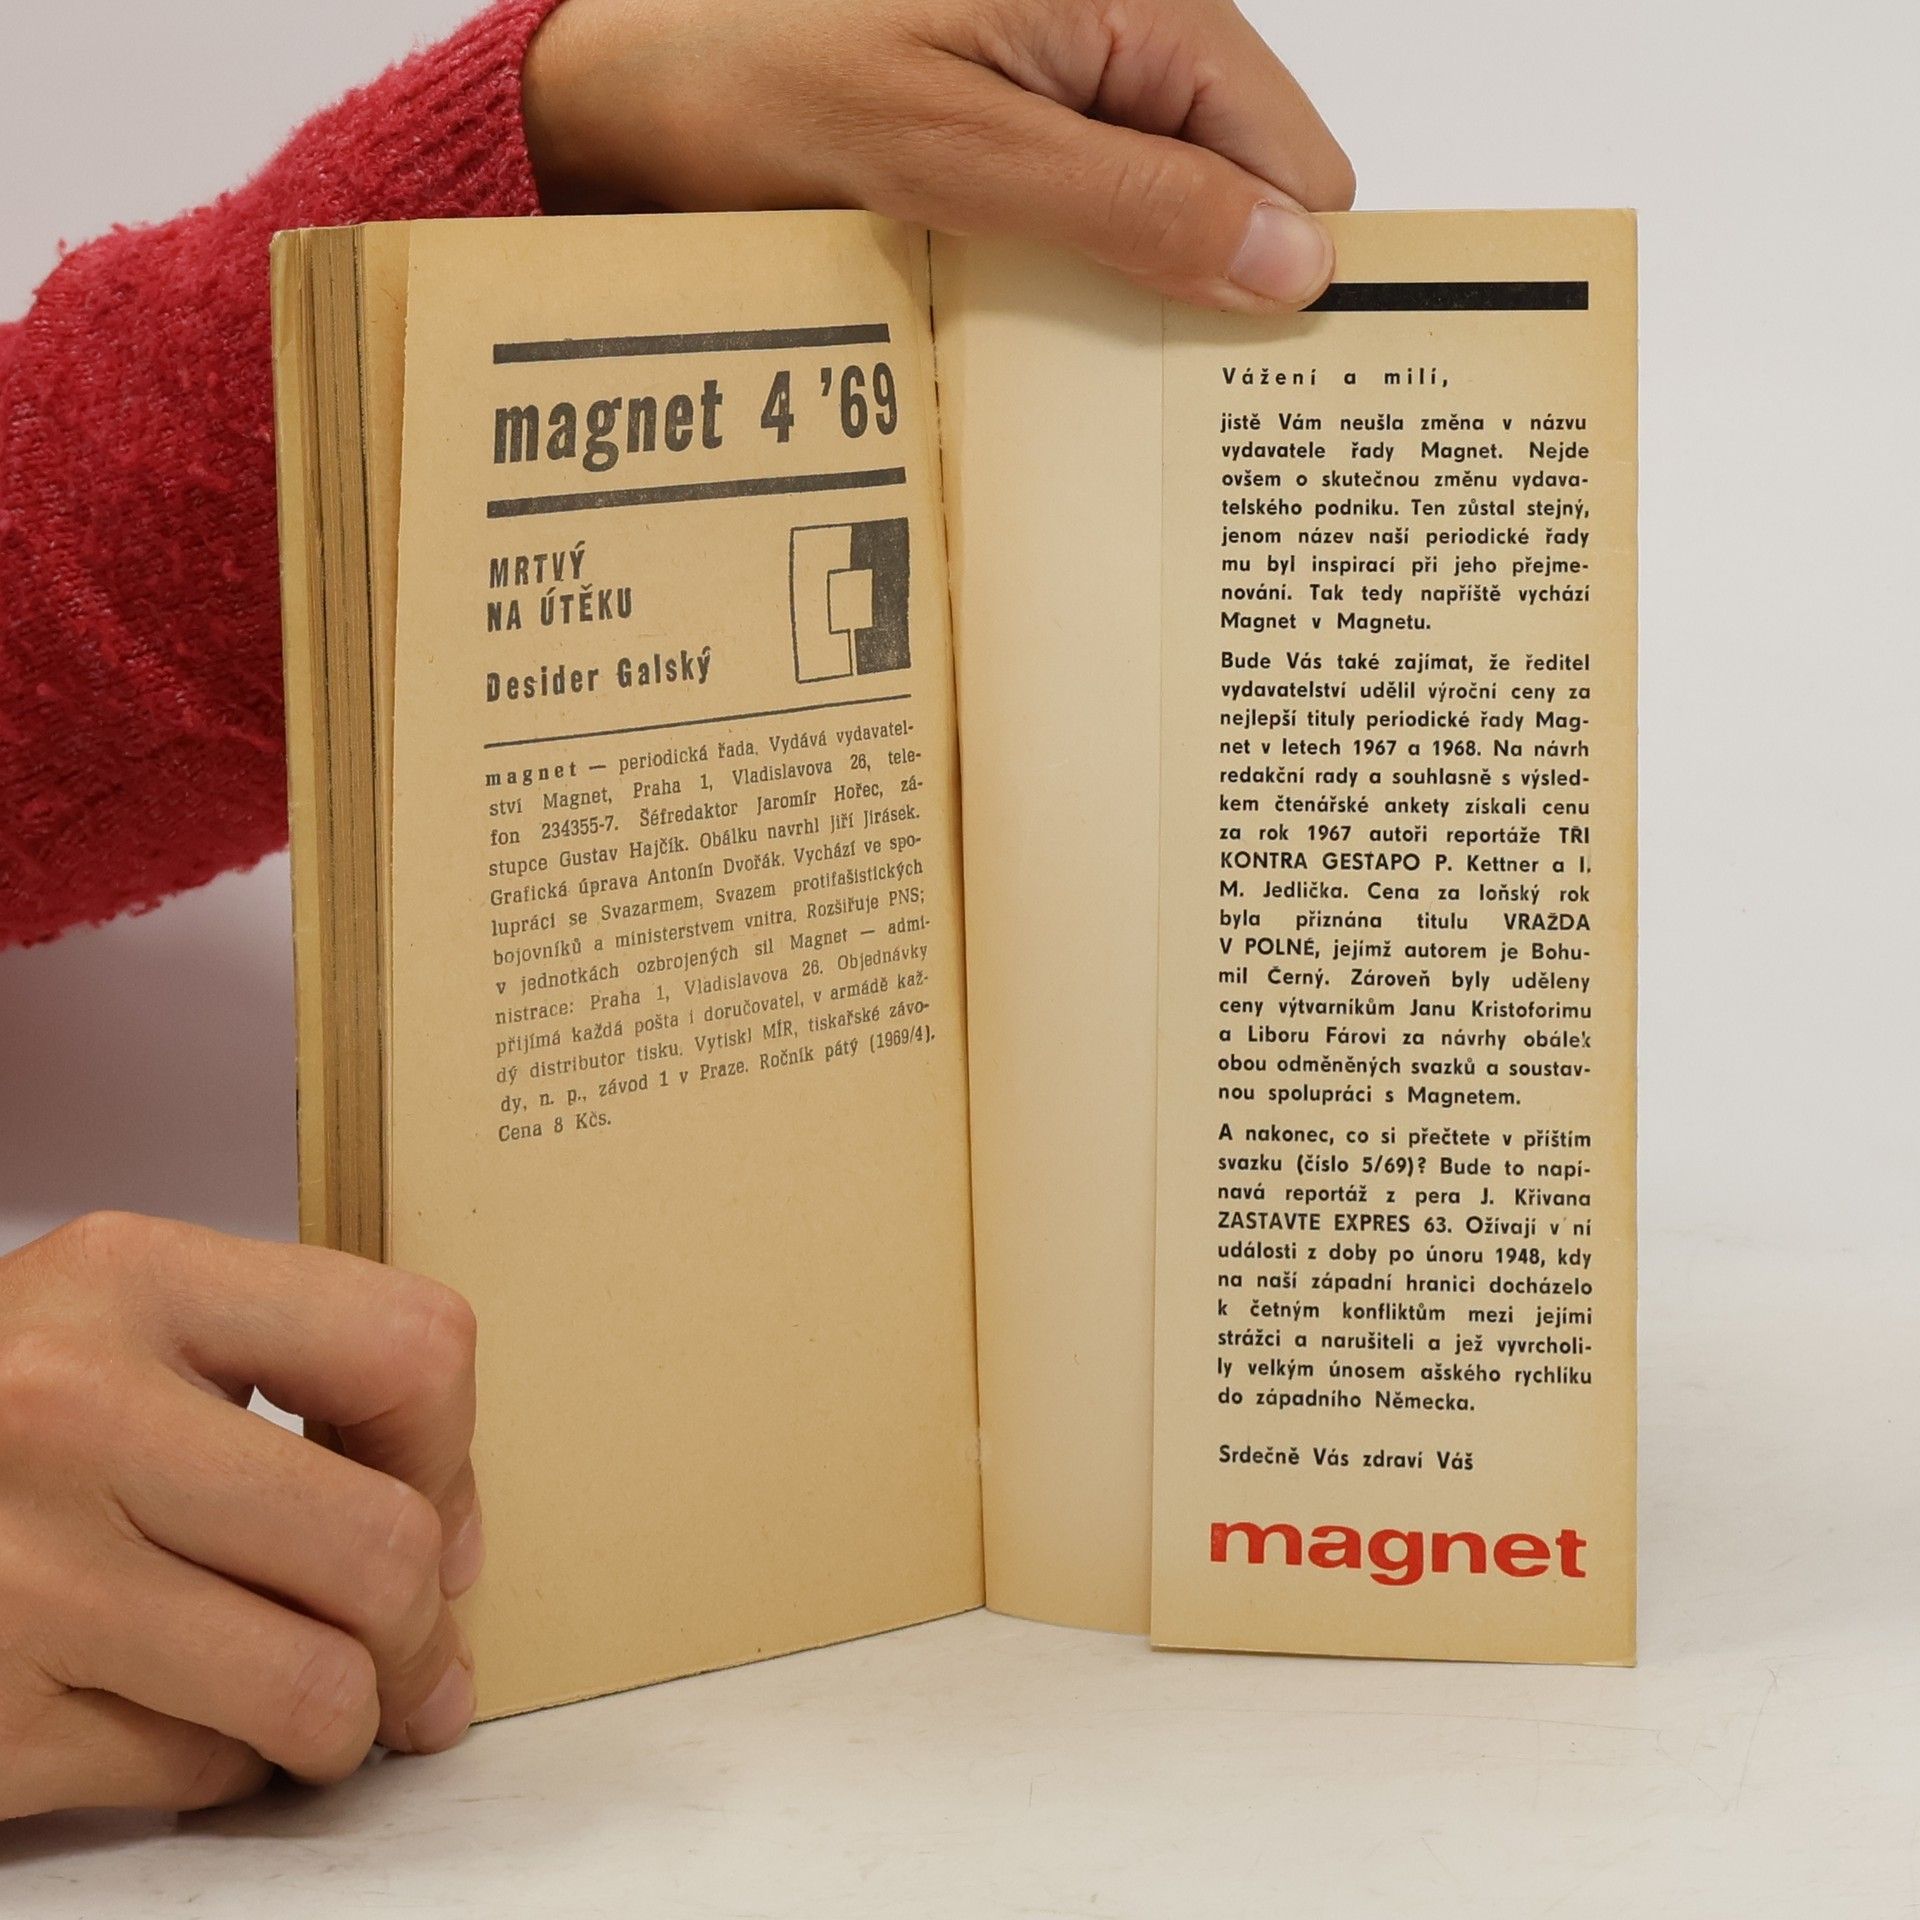 magnet 4 ’69
MRTVÝ
NA ÚTĚKU
Desider Galský
magnet — periodická řada. Vydává vydavatel-
ství Magnet, Praha 1, Vladislavova 26, tele-
fon 234355-7. Šéfredaktor Jaromír Hořec, zá-
stupce Gustav Hajčík. Obálku navrhl Jiří Jirásek.
Grafická úprava Antonín Dvořák. Vychází ve spo-
lupráci se Svazarmem, Svazem protifašistických
bojovníků a ministerstvem vnitra. Rozšiřuje PNS;
v jednotkách ozbrojených sil Magnet — admi-
nistrace: Praha 1, Vladislavova 26. Objednávky
přijímá každá pošta i doručovatel, v armádě kaž-
dý distributor tisku. Vytiskl MÍR, tiskařské závo-
dy, n. p., závod 1 v Praze. Ročník pátý (1969/4).
Cena 8 Kčs.
Vážení a milí,
jistě Vám neušla změna v názvu
vydavatele řady Magnet. Nejde
ovšem o skutečnou změnu vydava-
telského podniku. Ten zůstal stejný,
jenom název naší periodické řady
mu byl inspirací při jeho přejme-
nování. Tak tedy napříště vychází
Magnet v Magnetu.
Bude Vás také zajímat, že ředitel
vydavatelství udělil výroční ceny za
nejlepší tituly periodické řady Mag-
net v letech 1967 a 1968. Na návrh
redakční rady a souhlasně s výsled-
kem čtenářské ankety získali cenu
za rok 1967 autoři reportáže TŘI
KONTRA GESTAPO P. Kettner a I.
M. Jedlička. Cena za loňský rok
byla přiznána titulu VRAŽDA
V POLNÉ, jejímž autorem je Bohu-
mil Černý. Zároveň byly uděleny
ceny výtvarníkům Janu Kristoforimu
a Liboru Fárovi za návrhy obálek
obou odměněných svazků a soustav-
nou spolupráci s Magnetem.
A nakonec, co si přečtete v příštím
svazku (číslo 5/69)? Bude to napí-
navá reportáž z pera J. Křivana
ZASTAVTE EXPRES 63. Ožívají v ní
události z doby po únoru 1948, kdy
na naší západní hranici docházelo
k četným konfliktům mezi jejími
strážci a narušiteli a jež vyvrcholi-
ly velkým únosem ašského rychlíku
do západního Německa.
Srdečně Vás zdraví Váš
magnet